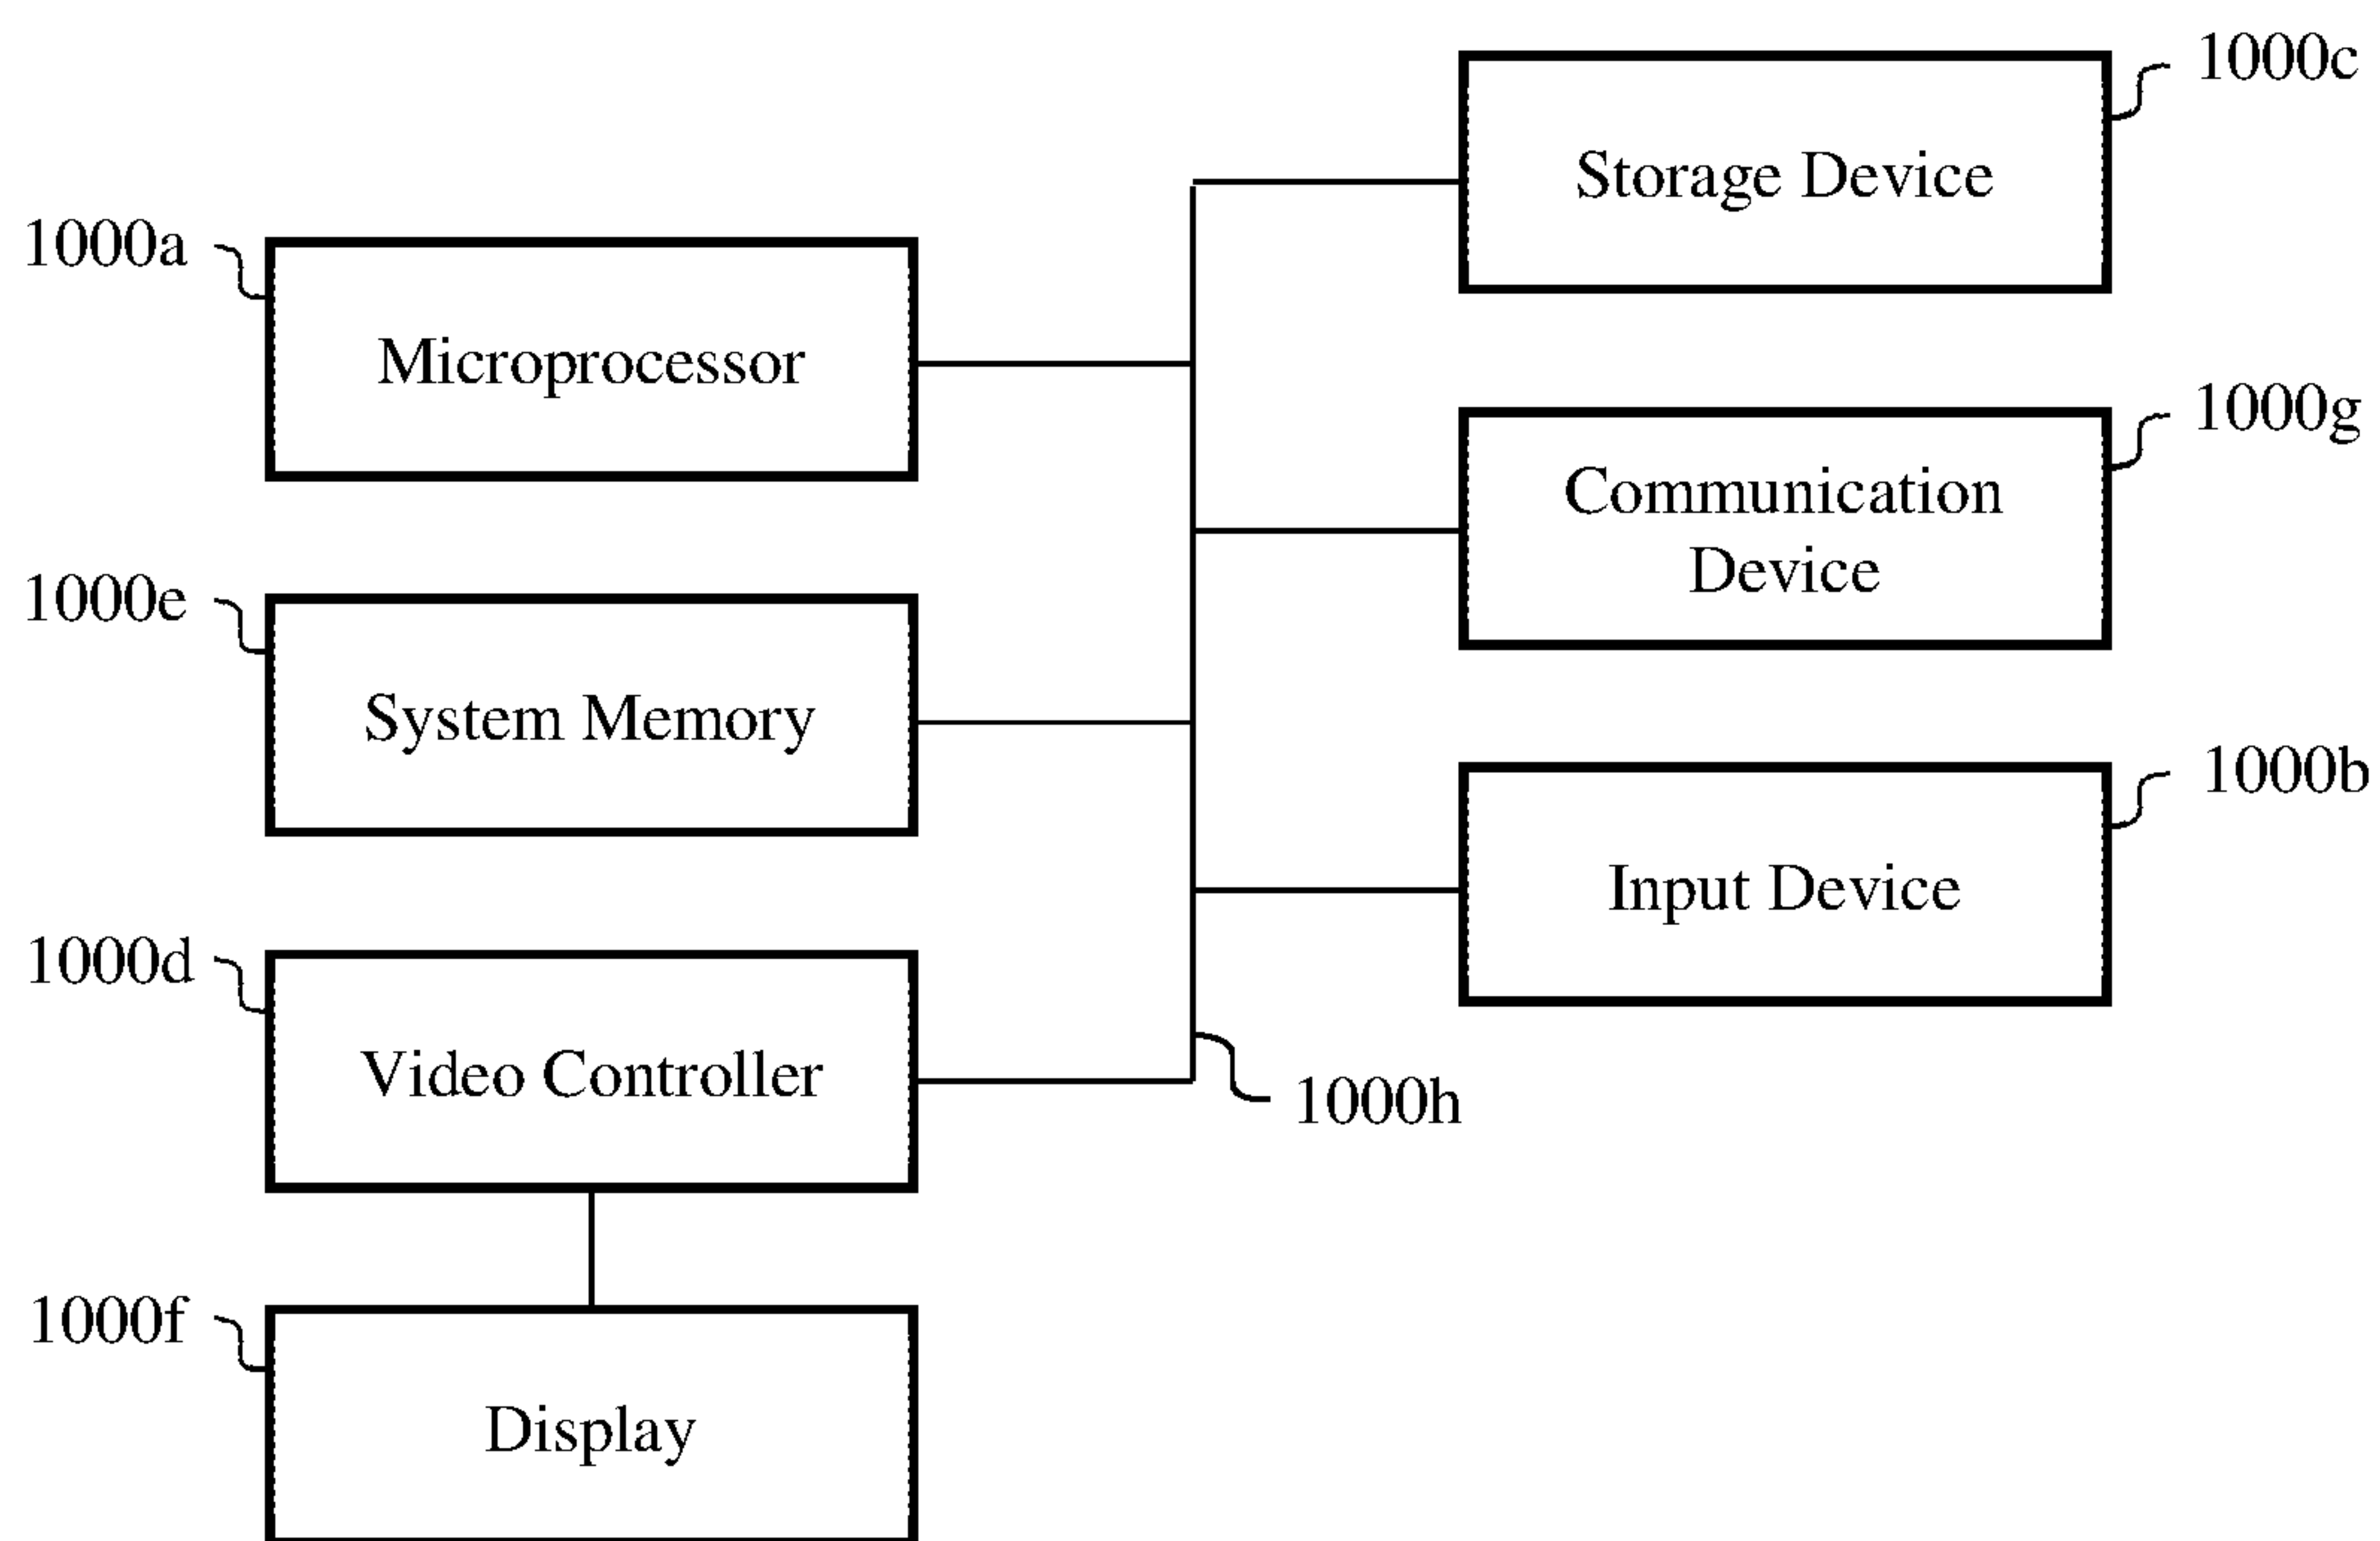 1000c
Storage Device
1000a
Microprocessor
1000g
Communication
Device
1000e
System Memory
1000b
Input Device
1000d
Video Controller
1000h
1000f
Display